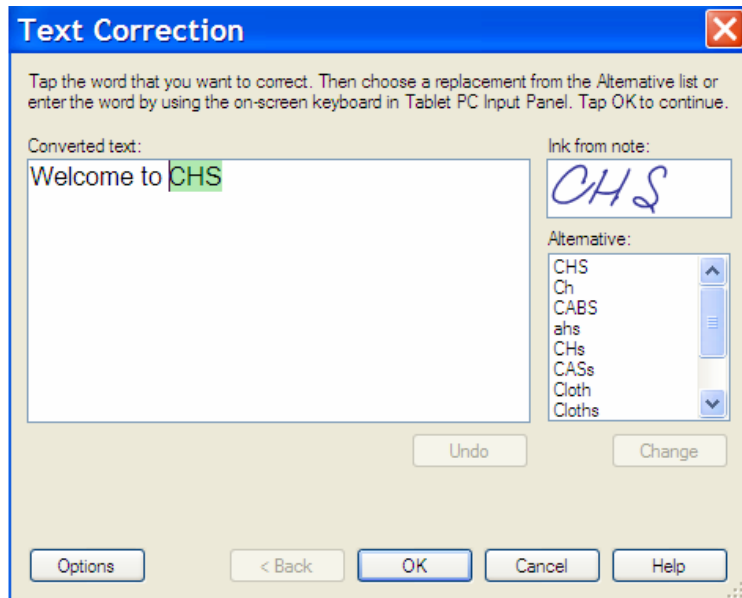 Text Correction
Tap the word that you want to correct. Then choose a replacement from the Alternative list or
enter the word by using the on-screen keyboard in Tablet PC Input Panel. Tap OK to continue.
Converted text:
Welcome to CHS
Ink from note:
CHS
Alternative:
CHS
Ch
CABS
ahs
CHs
CASs
Cloth
Cloths
Undo
Change
Options
< Back
OK
Cancel
Help